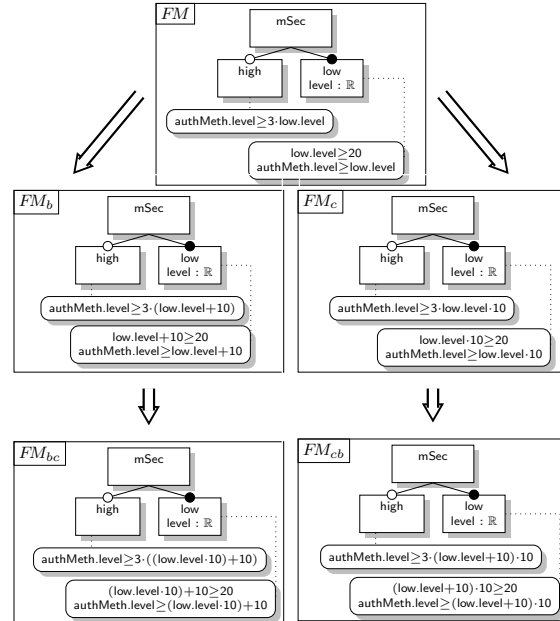 FM
mSec
high
low
level : ℝ
authMeth.level≥3·low.level
low.level≥20
authMeth.level≥low.level
FM_b
mSec
high
low
level : ℝ
authMeth.level≥3·(low.level+10)
low.level+10≥20
authMeth.level≥low.level+10
FM_c
mSec
high
low
level : ℝ
authMeth.level≥3·low.level·10
low.level·10≥20
authMeth.level≥low.level·10
FM_bc
mSec
high
low
level : ℝ
authMeth.level≥3·((low.level·10)+10)
(low.level·10)+10≥20
authMeth.level≥(low.level·10)+10
FM_cb
mSec
high
low
level : ℝ
authMeth.level≥3·(low.level+10)·10
(low.level+10)·10≥20
authMeth.level≥(low.level+10)·10